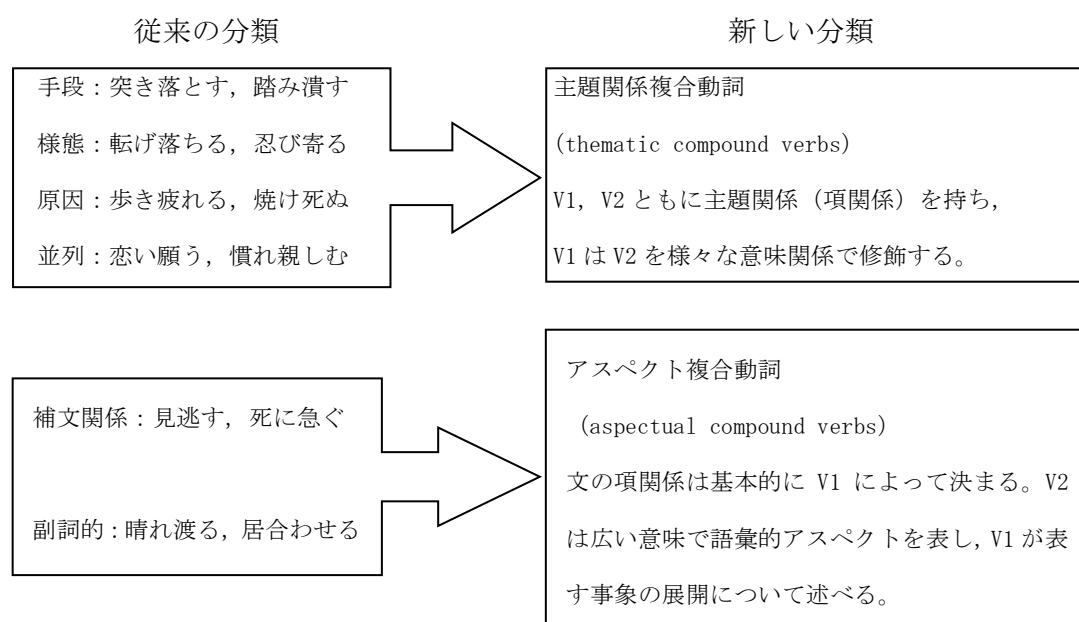 従来の分類
新しい分類
手段：突き落とす，踏み潰す
様態：転げ落ちる，忍び寄る
原因：歩き疲れる，焼け死ぬ
並列：恋い願う，慣れ親しむ
主題関係複合動詞
(thematic compound verbs)
V1，V2 ともに主題関係（項関係）を持ち，
V1 は V2 を様々な意味関係で修飾する。
補文関係：見逃す，死に急ぐ
副詞的：晴れ渡る，居合わせる
アスペクト複合動詞
(aspectual compound verbs)
文の項関係は基本的に V1 によって決まる。V2
は広い意味で語彙的アスペクトを表し，V1 が表
す事象の展開について述べる。